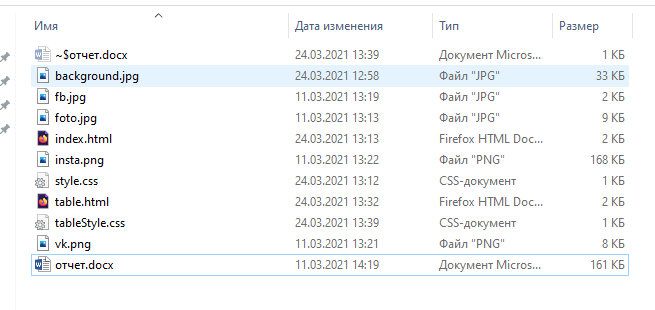 Имя Дата изменения Тип Размер
~$отчет.docx 24.03.2021 13:39 Документ Micros... 1 КБ
background.jpg 24.03.2021 12:58 Файл "JPG" 33 КБ
fb.jpg 11.03.2021 13:19 Файл "JPG" 2 КБ
foto.jpg 11.03.2021 13:13 Файл "JPG" 9 КБ
index.html 24.03.2021 13:13 Firefox HTML Doc... 2 КБ
insta.png 11.03.2021 13:22 Файл "PNG" 168 КБ
style.css 24.03.2021 13:12 CSS-документ 1 КБ
table.html 24.03.2021 13:32 Firefox HTML Doc... 2 КБ
tableStyle.css 24.03.2021 13:39 CSS-документ 1 КБ
vk.png 11.03.2021 13:21 Файл "PNG" 8 КБ
отчет.docx 11.03.2021 14:19 Документ Micros... 161 КБ